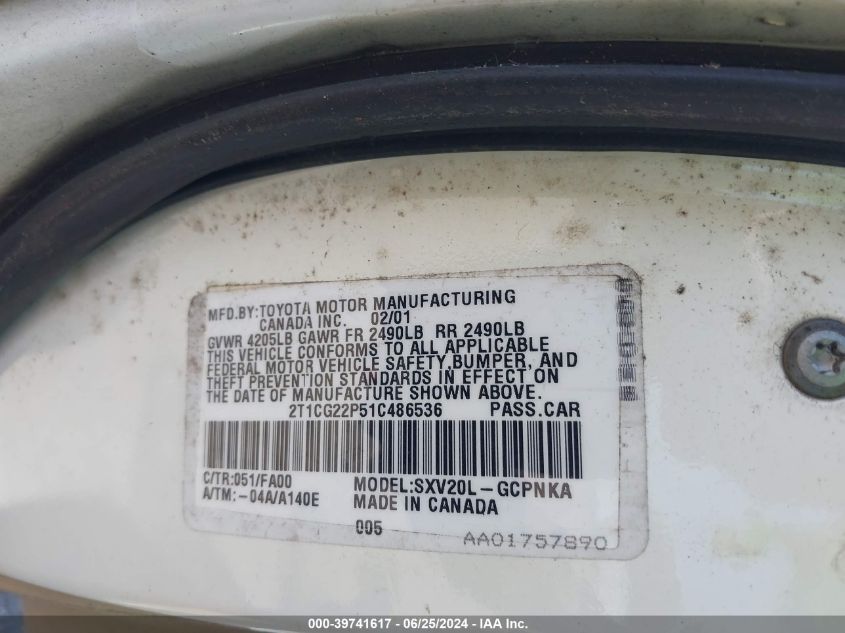 MFD.BY:TOYOTA MOTOR MANUFACTURING
CANADA INC. 02/01
GVWR 4205LB GAWR FR 2490LB RR 2490LB
THIS VEHICLE CONFORMS TO ALL APPLICABLE
FEDERAL MOTOR VEHICLE SAFETY,BUMPER, AND
THEFT PREVENTION STANDARDS IN EFFECT ON
THE DATE OF MANUFACTURE SHOWN ABOVE.
2T1CG22P51C486536 PASS.CAR
C/TR:051/FA00 MODEL:SXV20L-GCPNKA
A/TM:-04A/A140E MADE IN CANADA
005
AA01757890
000-39741617 - 06/25/2024 - IAA Inc.